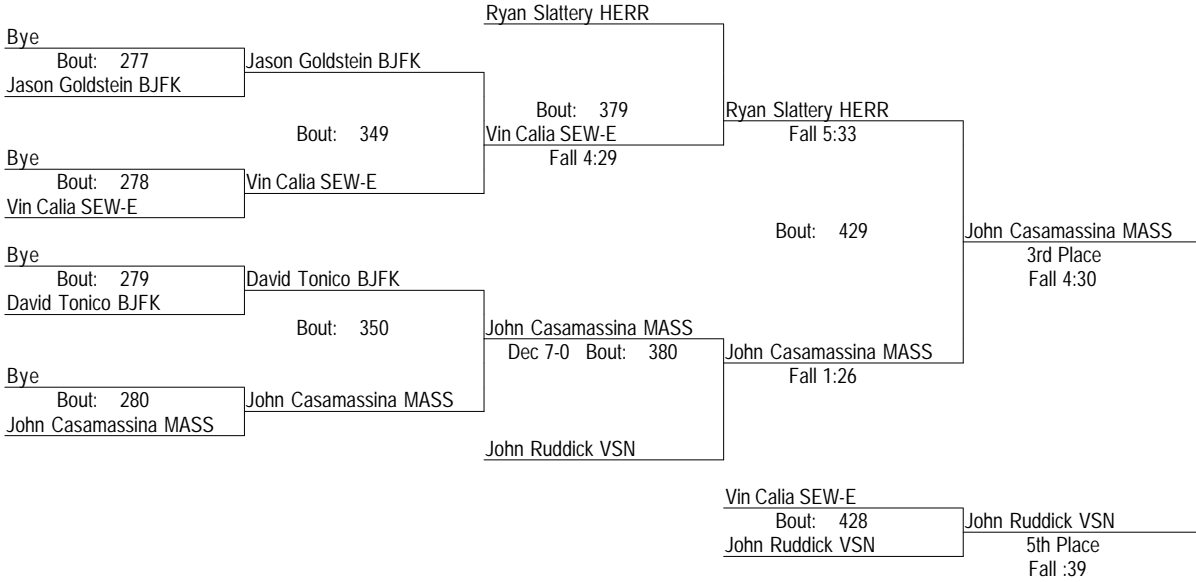 Ryan Slattery HERR
Bye
Bout: 277
Jason Goldstein BJFK
Jason Goldstein BJFK
Bout: 349
Bye
Bout: 278
Vin Calia SEW-E
Vin Calia SEW-E
Bout: 379
Vin Calia SEW-E
Fall 4:29
Ryan Slattery HERR
Fall 5:33
Bye
Bout: 279
David Tonico BJFK
David Tonico BJFK
Bout: 350
Bye
Bout: 280
John Casamassina MASS
John Casamassina MASS
John Casamassina MASS
Dec 7-0 Bout: 380
John Casamassina MASS
Fall 1:26
John Ruddick VSN
Bout: 429
John Casamassina MASS
3rd Place
Fall 4:30
Vin Calia SEW-E
Bout: 428
John Ruddick VSN
John Ruddick VSN
5th Place
Fall :39